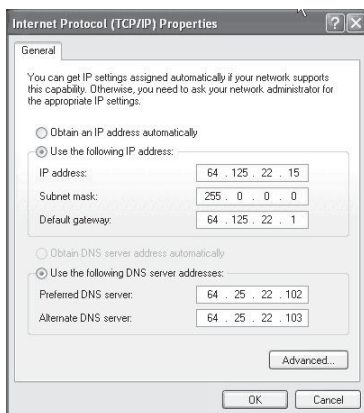 Internet Protocol (TCP/IP) Properties
General
You can get IP settings assigned automatically if your network supports
this capability. Otherwise, you need to ask your network administrator for
the appropriate IP settings.
Obtain an IP address automatically
Use the following IP address:
IP address: 64 . 125 . 22 . 15
Subnet mask: 255 . 0 . 0 . 0
Default gateway: 64 . 125 . 22 . 1
Obtain DNS server address automatically
Use the following DNS server addresses:
Preferred DNS server: 64 . 25 . 22 . 102
Alternate DNS server: 64 . 25 . 22 . 103
Advanced...
OK Cancel